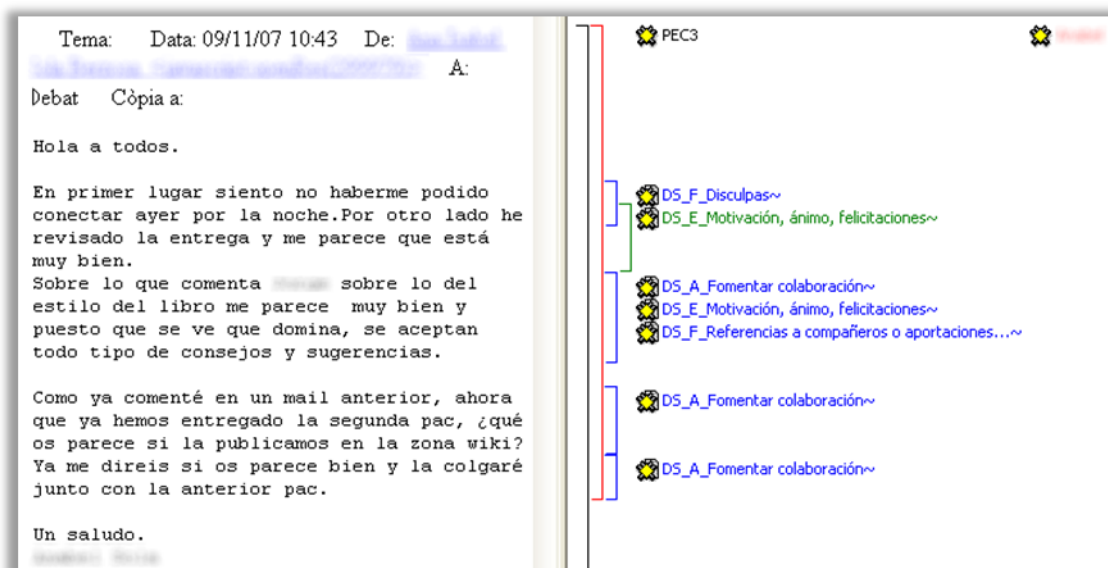 Tema: Data: 09/11/07 10:43 De:
A:
Debat Còpia a:
Hola a todos.
En primer lugar siento no haberme podido
conectar ayer por la noche.Por otro lado he
revisado la entrega y me parece que está
muy bien.
Sobre lo que comenta sobre lo del
estilo del libro me parece muy bien y
puesto que se ve que domina, se aceptan
todo tipo de consejos y sugerencias.
Como ya comenté en un mail anterior, ahora
que ya hemos entregado la segunda pac, ¿qué
os parece si la publicamos en la zona wiki?
Ya me direis si os parece bien y la colgaré
junto con la anterior pac.
Un saludo.
PEC3
DS_F_Disculpas~
DS_E_Motivación, ánimo, felicitaciones~
DS_A_Fomentar colaboración~
DS_E_Motivación, ánimo, felicitaciones~
DS_F_Referencias a compañeros o aportaciones...~
DS_A_Fomentar colaboración~
DS_A_Fomentar colaboración~